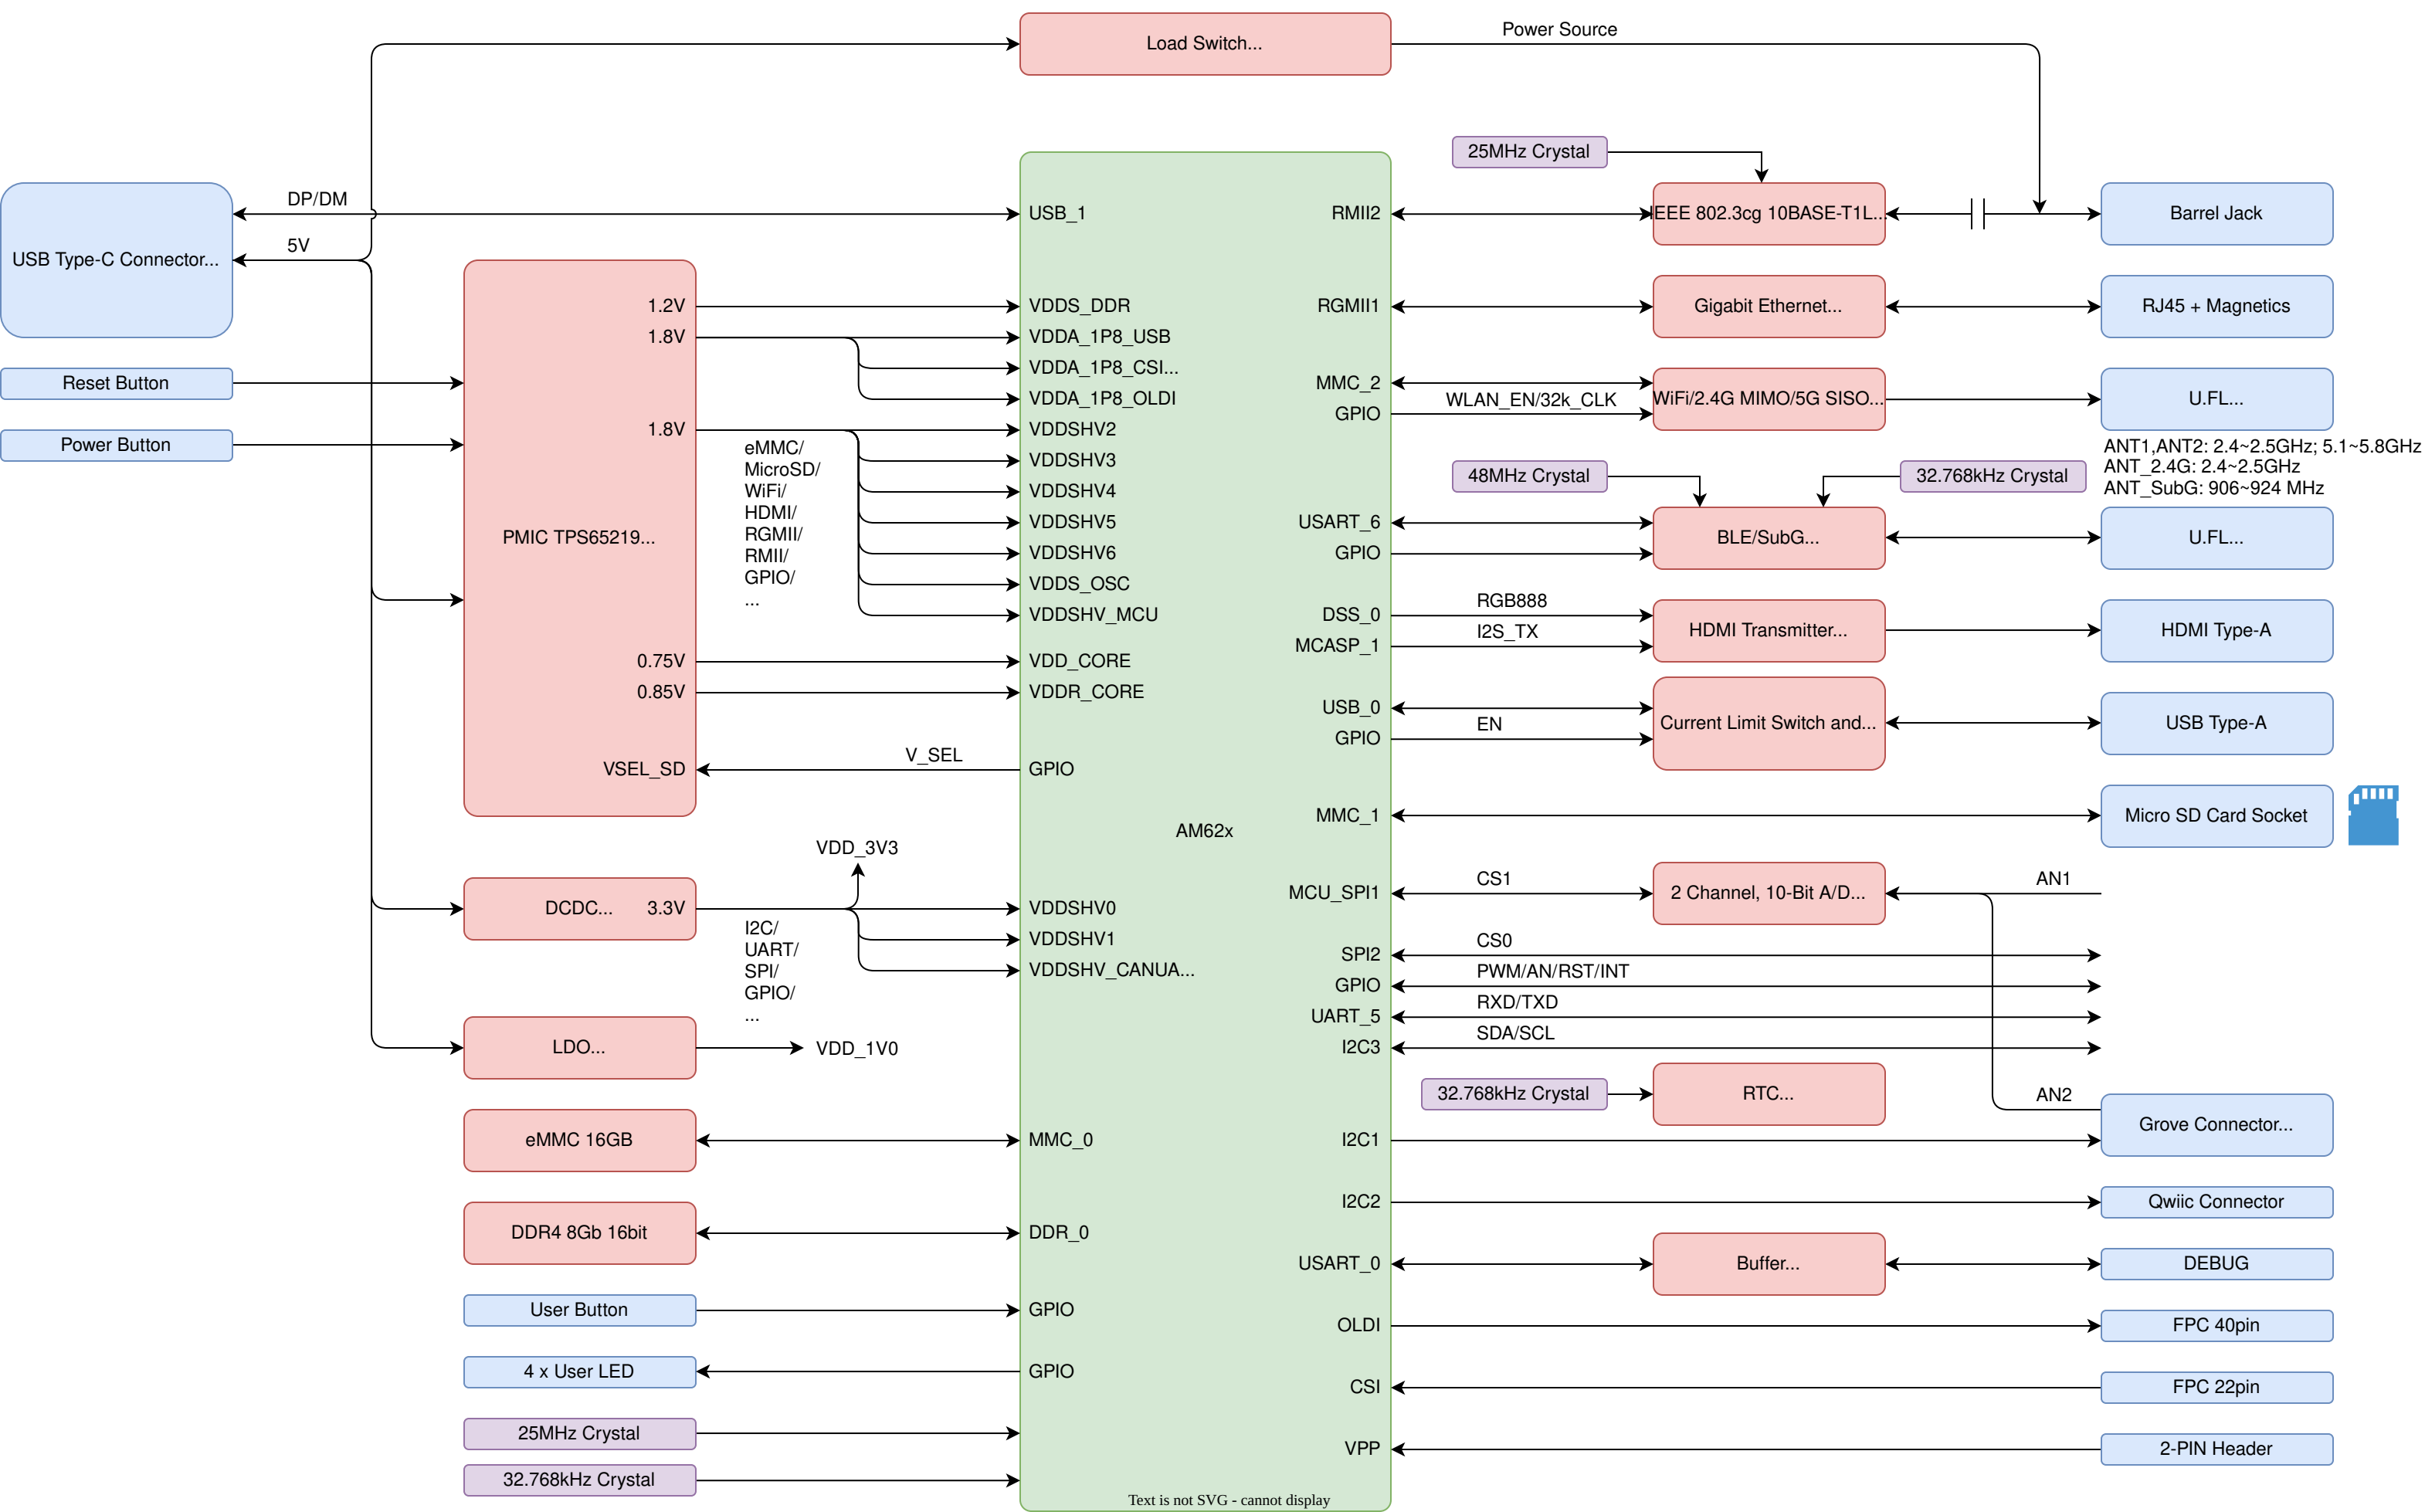 Load Switch...
Power Source
25MHz Crystal
USB Type-C Connector...
DP/DM
5V
USB_1
RMII2
IEEE 802.3cg 10BASE-T1L...
Barrel Jack
1.2V
VDDS_DDR
RGMII1
Gigabit Ethernet...
RJ45 + Magnetics
1.8V
VDDA_1P8_USB
VDDA_1P8_CSI...
VDDA_1P8_OLDI
Reset Button
Power Button
MMC_2
GPIO
WLAN_EN/32k_CLK
WiFi/2.4G MIMO/5G SISO...
U.FL...
ANT1,ANT2: 2.4~2.5GHz; 5.1~5.8GHz
ANT_2.4G: 2.4~2.5GHz
ANT_SubG: 906~924 MHz
1.8V
eMMC/
MicroSD/
WiFi/
HDMI/
RGMII/
RMII/
GPIO/
...
VDDSHV2
VDDSHV3
VDDSHV4
VDDSHV5
VDDSHV6
VDDS_OSC
VDDSHV_MCU
PMIC TPS65219...
48MHz Crystal
32.768kHz Crystal
USART_6
GPIO
BLE/SubG...
U.FL...
DSS_0
RGB888
MCASP_1
I2S_TX
HDMI Transmitter...
HDMI Type-A
0.75V
VDD_CORE
0.85V
VDDR_CORE
USB_0
GPIO
EN
Current Limit Switch and...
USB Type-A
VSEL_SD
V_SEL
GPIO
AM62x
MMC_1
Micro SD Card Socket
VDD_3V3
DCDC...
3.3V
I2C/
UART/
SPI/
GPIO/
...
VDDSHV0
VDDSHV1
VDDSHV_CANUA...
MCU_SPI1
CS1
2 Channel, 10-Bit A/D...
AN1
SPI2
CS0
GPIO
PWM/AN/RST/INT
UART_5
RXD/TXD
I2C3
SDA/SCL
LDO...
VDD_1V0
32.768kHz Crystal
RTC...
AN2
Grove Connector...
eMMC 16GB
MMC_0
I2C1
I2C2
Qwiic Connector
DDR4 8Gb 16bit
DDR_0
USART_0
Buffer...
DEBUG
User Button
GPIO
OLDI
FPC 40pin
4 x User LED
GPIO
CSI
FPC 22pin
25MHz Crystal
VPP
2-PIN Header
32.768kHz Crystal
Text is not SVG - cannot display